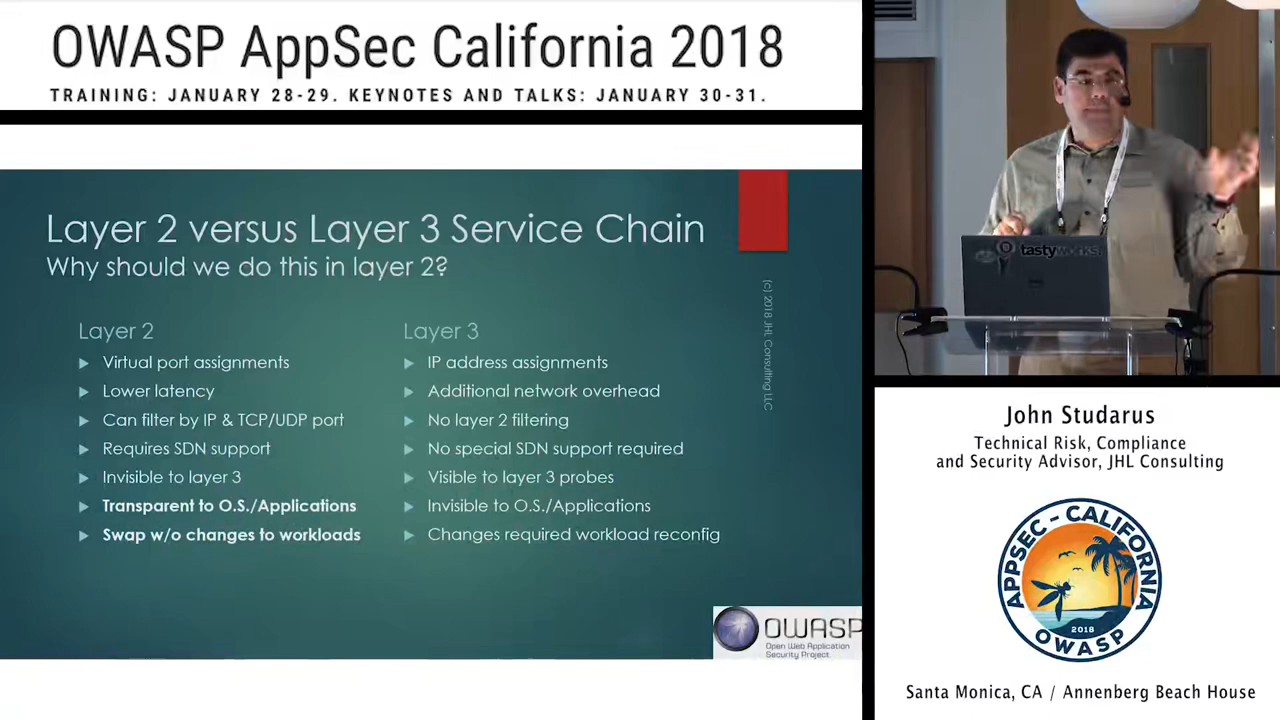 OWASP AppSec California 2018
TRAINING: JANUARY 28-29. KEYNOTES AND TALKS: JANUARY 30-31.
Layer 2 versus Layer 3 Service Chain
Why should we do this in layer 2?
Layer 2
Virtual port assignments
Lower latency
Can filter by IP & TCP/UDP port
Requires SDN support
Invisible to layer 3
Transparent to O.S./Applications
Swap w/o changes to workloads
Layer 3
IP address assignments
Additional network overhead
No layer 2 filtering
No special SDN support required
Visible to layer 3 probes
Invisible to O.S./Applications
Changes required workload reconfig
(c) 2018 JHL Consulting LLC
OWASP
Open Web Application
Security Project
tastyworks
John Studarus
Technical Risk, Compliance
and Security Advisor, JHL Consulting
APPSEC - CALIFORNIA
2018
OWASP
Santa Monica, CA / Annenberg Beach House